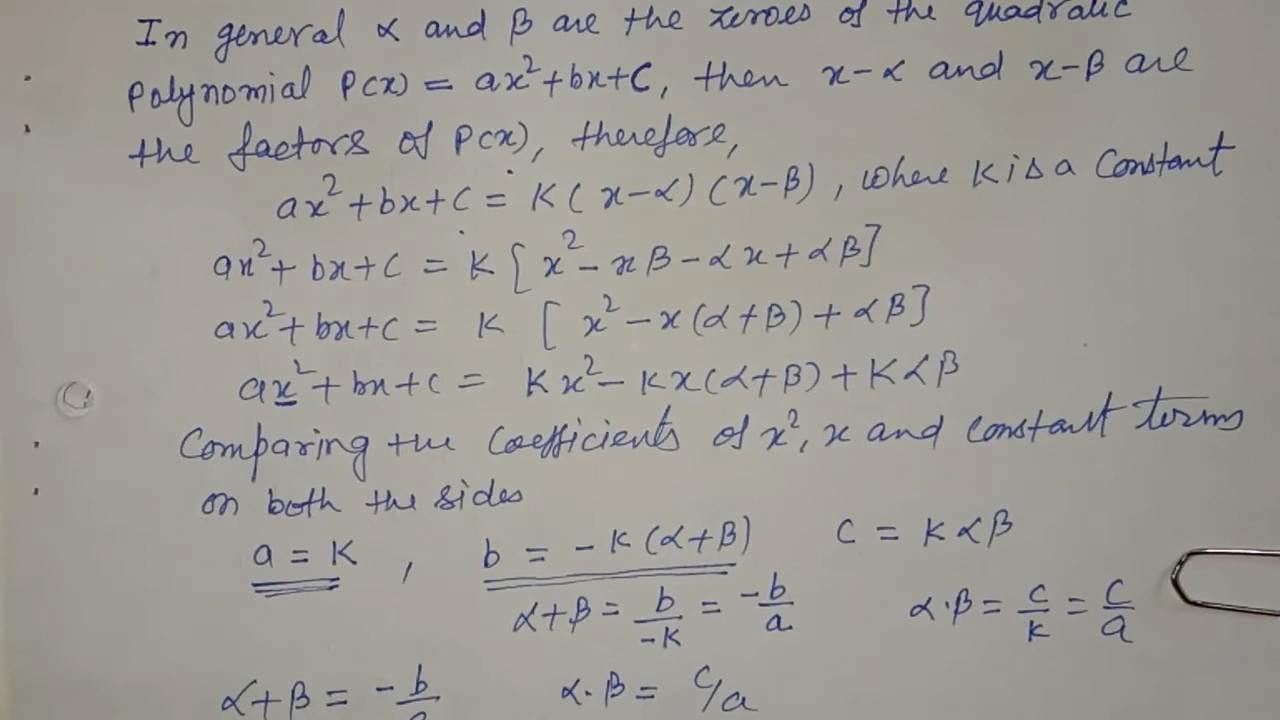 In general α and β are the zeroes of the quadratic
Polynomial P(x) = ax²+bx+C, then x-α and x-β are
the factors of P(x), therefore,
ax²+bx+C = K(x-α)(x-β), where K is a Constant
ax²+bx+C = K[x²-xβ-αx+αβ]
ax²+bx+C = K [x²-x(α+β)+αβ]
ax²+bx+C = Kx²-Kx(α+β)+Kαβ
Comparing the Coefficients of x², x and constant terms
on both the sides
a = K , b = -K(α+β) C = Kαβ
α+β = b/-K = -b/a α·β = C/K = C/a
α+β = -b/a α·β = C/a